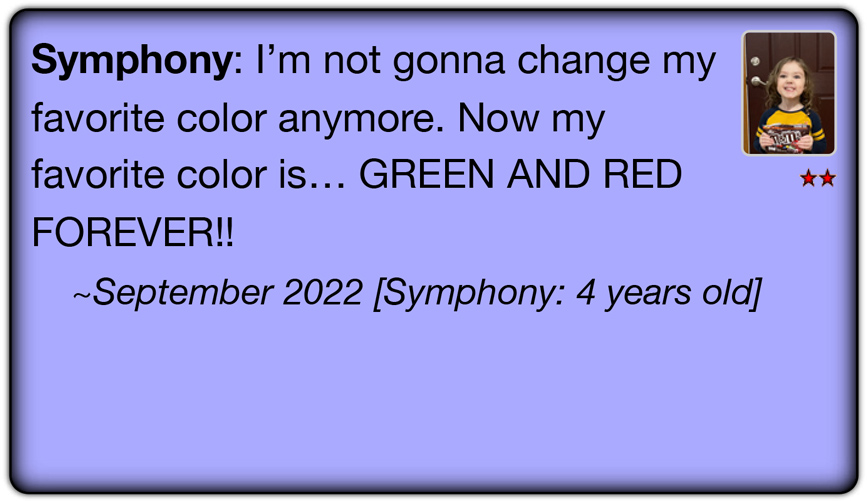 Symphony: I’m not gonna change my
favorite color anymore. Now my
favorite color is… GREEN AND RED
FOREVER!!
~September 2022 [Symphony: 4 years old]